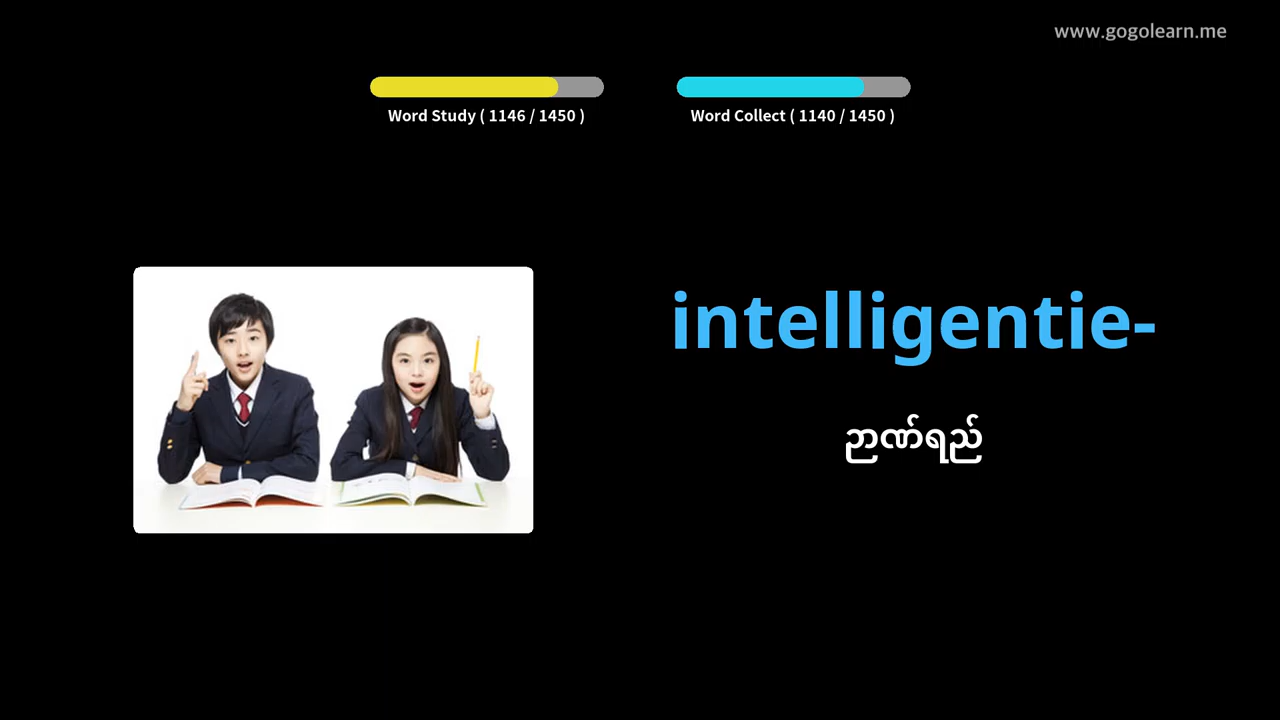 www.gogolearn.me
Word Study ( 1146 / 1450 )
Word Collect ( 1140 / 1450 )
intelligentie-
ဉာဏ်ရည်